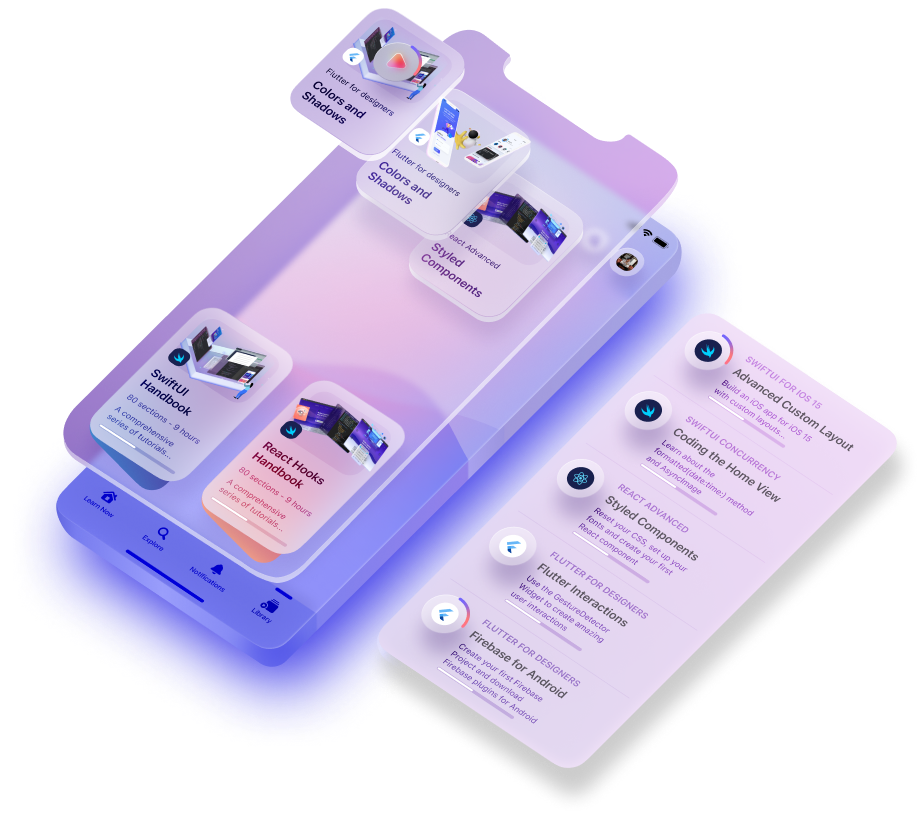 Flutter for designers
Colors and
Shadows
Flutter for designers
Colors and
Shadows
eact Advanced
Styled
Components
SwiftUI
Handbook
80 sections - 9 hours
A comprehensive
series of tutorials...
React Hooks
Handbook
80 sections - 9 hours
A comprehensive
series of tutorials...
Learn Now
Explore
Notifications
Library
SWIFTUI FOR IOS 15
Advanced Custom Layout
Build an iOS app for iOS 15
with custom layouts...
SWIFTUI CONCURRENCY
Coding the Home View
Learn about the
formatted(date:time:) method
and AsyncImage
REACT ADVANCED
Styled Components
Reset your CSS, set up your
fonts and create your first
React component
FLUTTER FOR DESIGNERS
Flutter Interactions
Use the GestureDetector
Widget to create amazing
user interactions
FLUTTER FOR DESIGNERS
Firebase for Android
Create your first Firebase
Project and download
Firebase plugins for Android